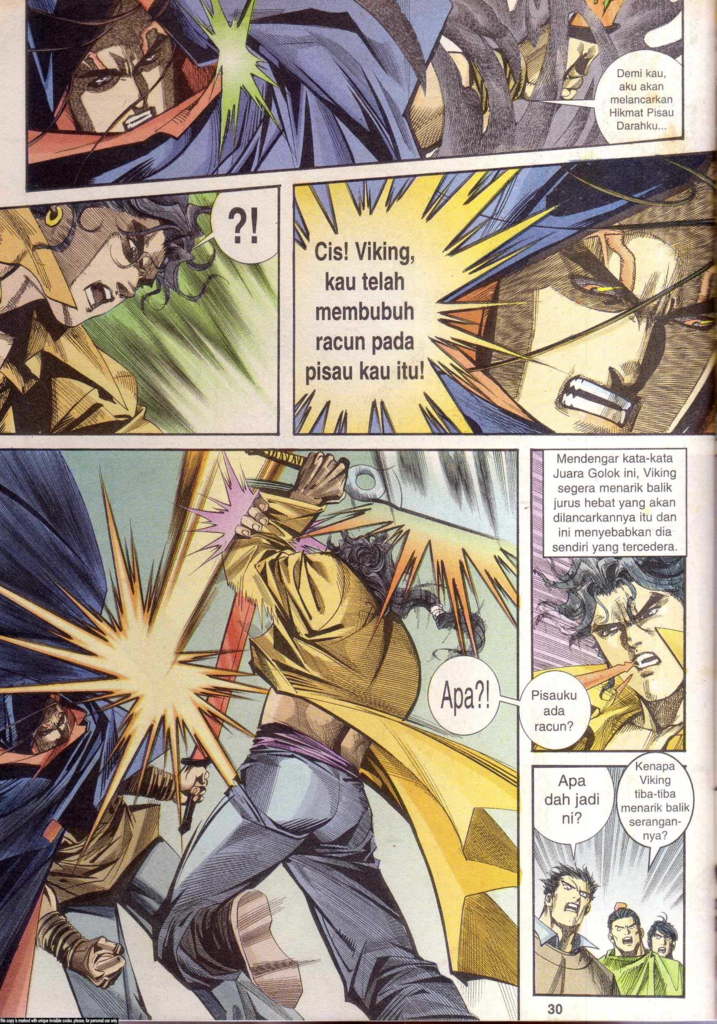 Demi kau,
aku akan
melancarkan
Hikmat Pisau
Darahku...
?!
Cis! Viking,
kau telah
membubuh
racun pada
pisau kau itu!
Mendengar kata-kata
Juara Golok ini, Viking
segera menarik balik
jurus hebat yang akan
dilancarkannya itu dan
ini menyebabkan dia
sendiri yang tercedera.
Apa?!
Pisauku
ada
racun?
Apa
dah jadi
ni?
Kenapa
Viking
tiba-tiba
menarik balik
serangan-
nya?
30